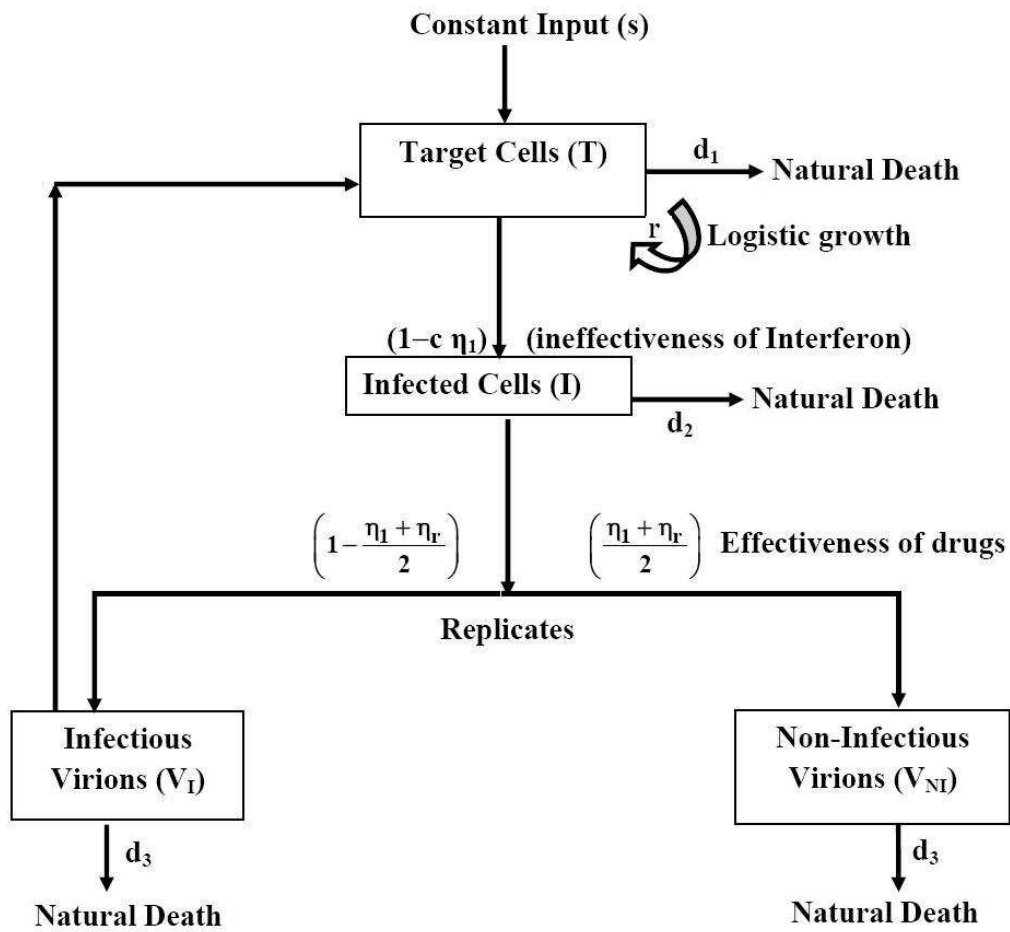 Constant Input (s)
Target Cells (T)
d₁
Natural Death
r
Logistic growth
(1–c η₁)
(ineffectiveness of Interferon)
Infected Cells (I)
d₂
Natural Death
(1 − (η₁ + ηᵣ)/2)
((η₁ + ηᵣ)/2)
Effectiveness of drugs
Replicates
Infectious
Virions (V_I)
Non-Infectious
Virions (V_NI)
d₃
d₃
Natural Death
Natural Death